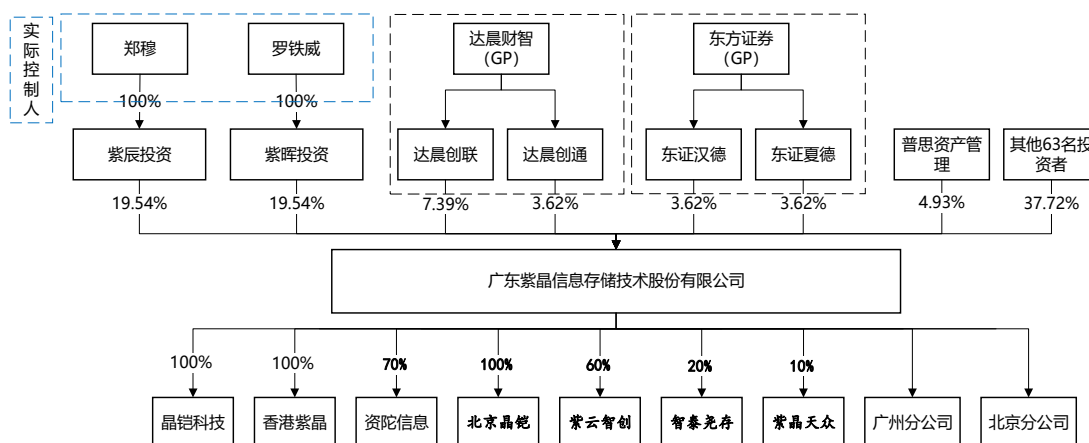 实际控制人
郑穆
罗铁威
达晨财智
（GP）
东方证券
（GP）
100%
100%
紫辰投资
紫晖投资
达晨创联
达晨创通
东证汉德
东证夏德
普思资产管
理
其他63名投
资者
19.54%
19.54%
7.39%
3.62%
3.62%
3.62%
4.93%
37.72%
广东紫晶信息存储技术股份有限公司
100%
100%
70%
100%
60%
20%
10%
晶铠科技
香港紫晶
资陀信息
北京晶铠
紫云智创
智泰尧存
紫晶天众
广州分公司
北京分公司